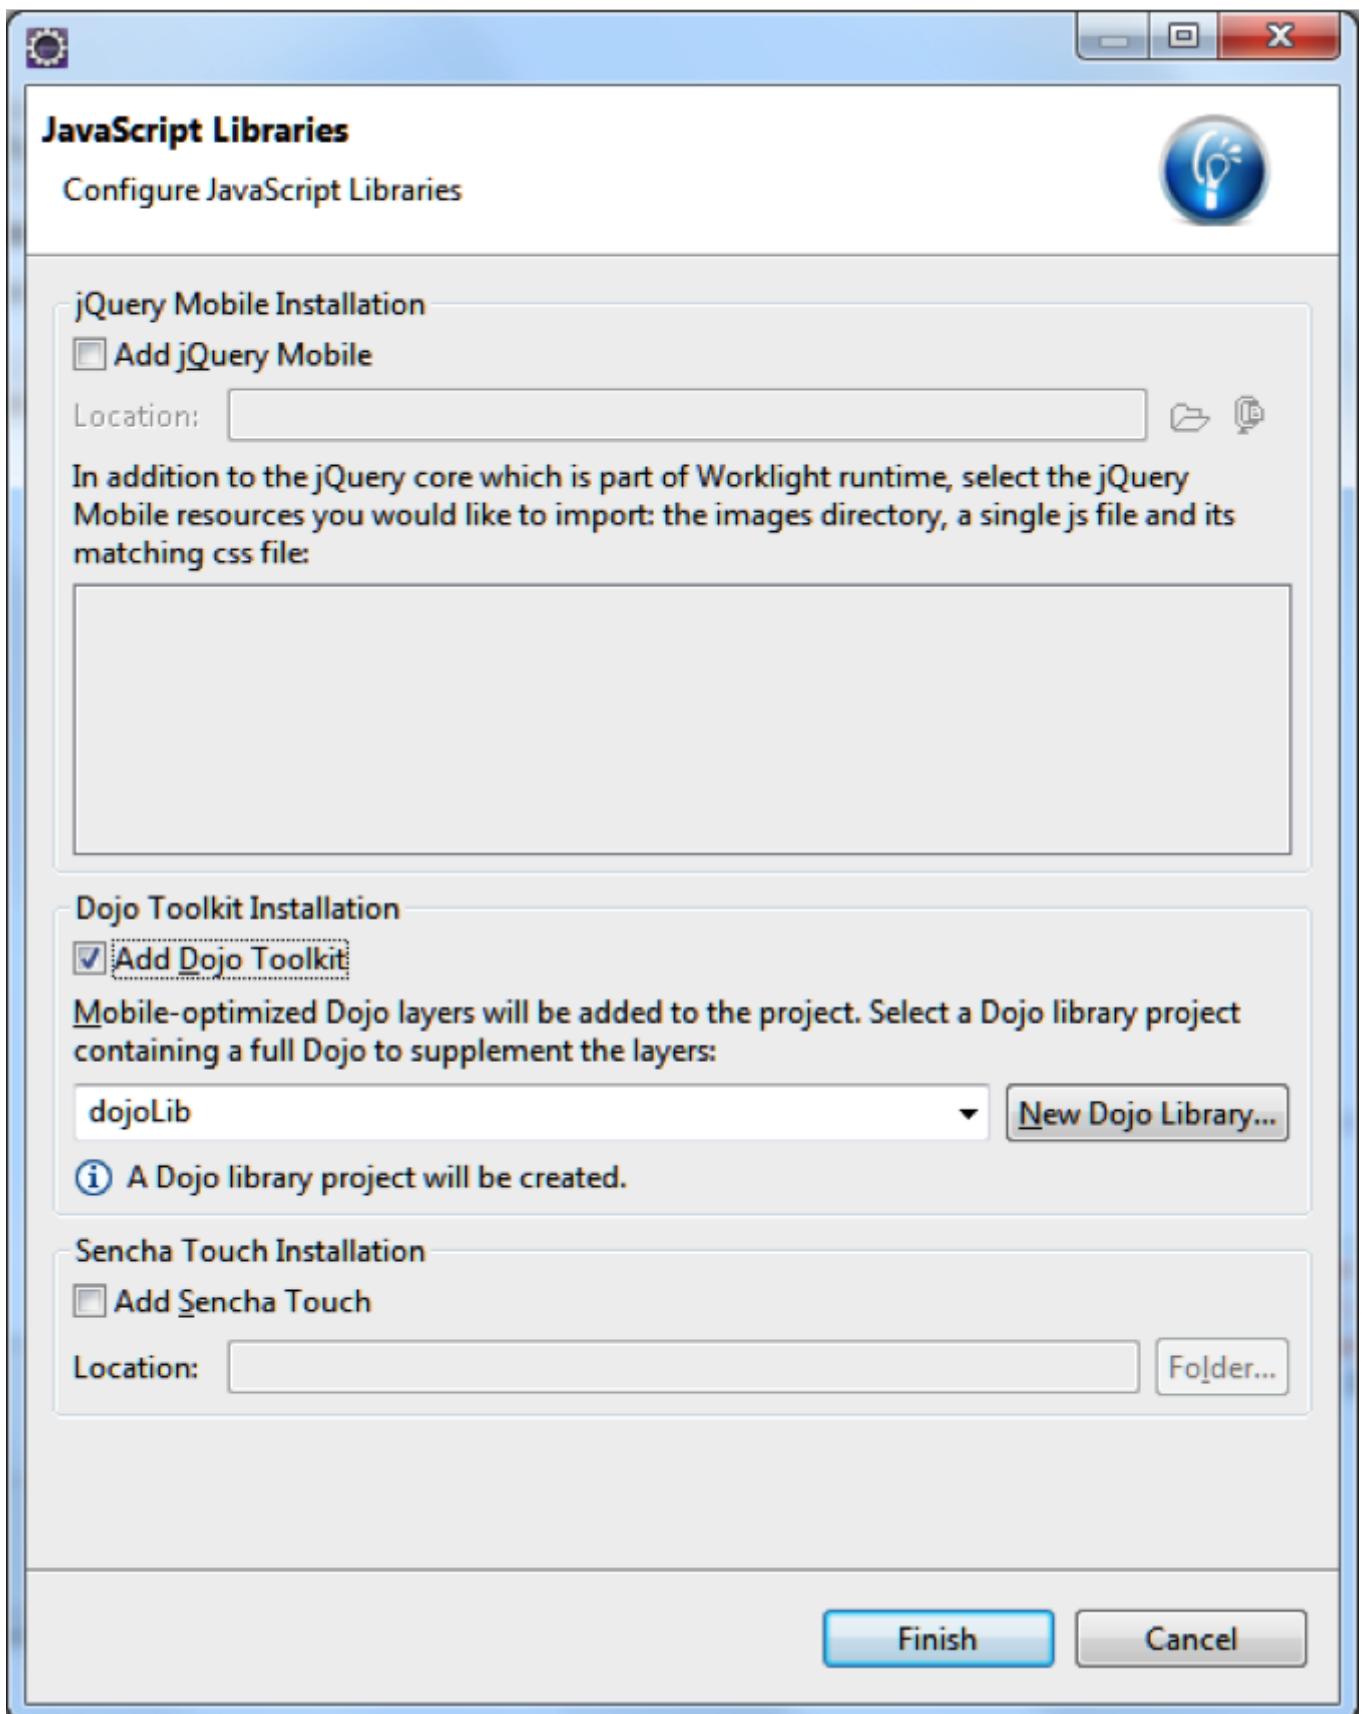 JavaScript Libraries
Configure JavaScript Libraries
jQuery Mobile Installation
Add jQuery Mobile
Location:
In addition to the jQuery core which is part of Worklight runtime, select the jQuery
Mobile resources you would like to import: the images directory, a single js file and its
matching css file:
Dojo Toolkit Installation
Add Dojo Toolkit
Mobile-optimized Dojo layers will be added to the project. Select a Dojo library project
containing a full Dojo to supplement the layers:
dojoLib
New Dojo Library...
A Dojo library project will be created.
Sencha Touch Installation
Add Sencha Touch
Location:
Folder...
Finish
Cancel